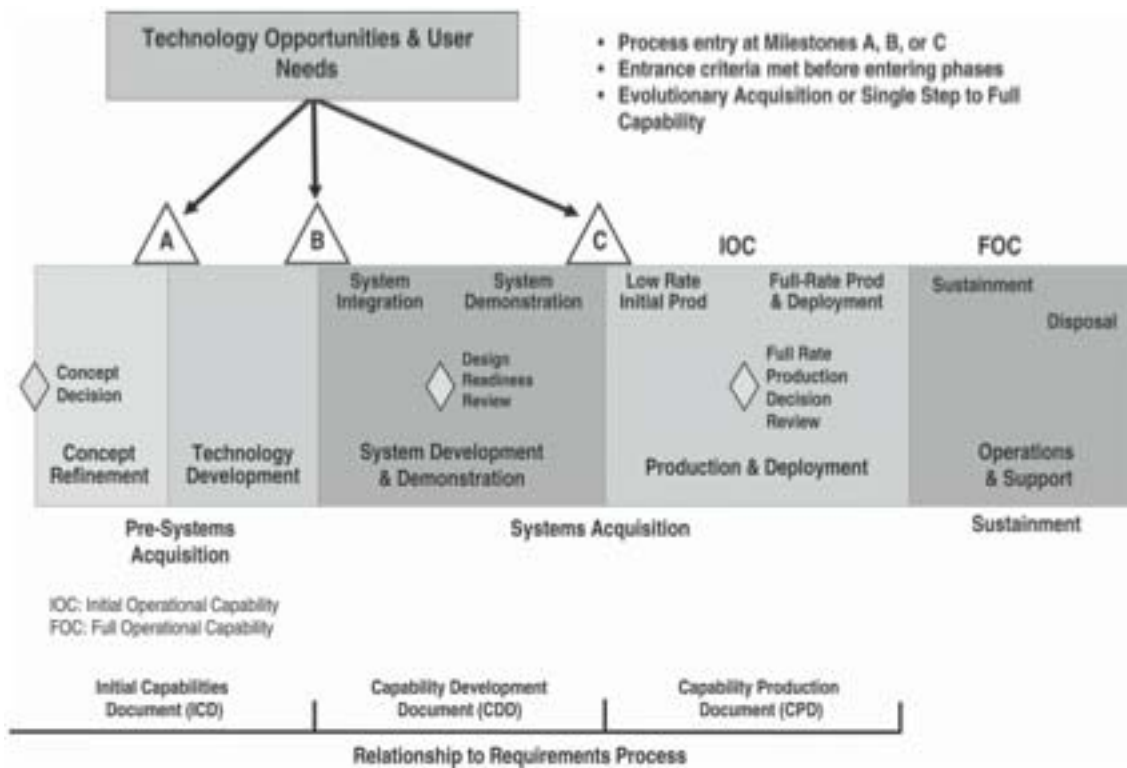 Technology Opportunities & User
Needs
• Process entry at Milestones A, B, or C
• Entrance criteria met before entering phases
• Evolutionary Acquisition or Single Step to Full
Capability
A
B
C
IOC
FOC
System
Integration
System
Demonstration
Low Rate
Initial Prod
Full-Rate Prod
& Deployment
Sustainment
Disposal
Concept
Decision
Design
Readiness
Review
Full Rate
Production
Decision
Review
Concept
Refinement
Technology
Development
System Development
& Demonstration
Production & Deployment
Operations
& Support
Pre-Systems
Acquisition
Systems Acquisition
Sustainment
IOC: Initial Operational Capability
FOC: Full Operational Capability
Initial Capabilities
Document (ICD)
Capability Development
Document (CDD)
Capability Production
Document (CPD)
Relationship to Requirements Process